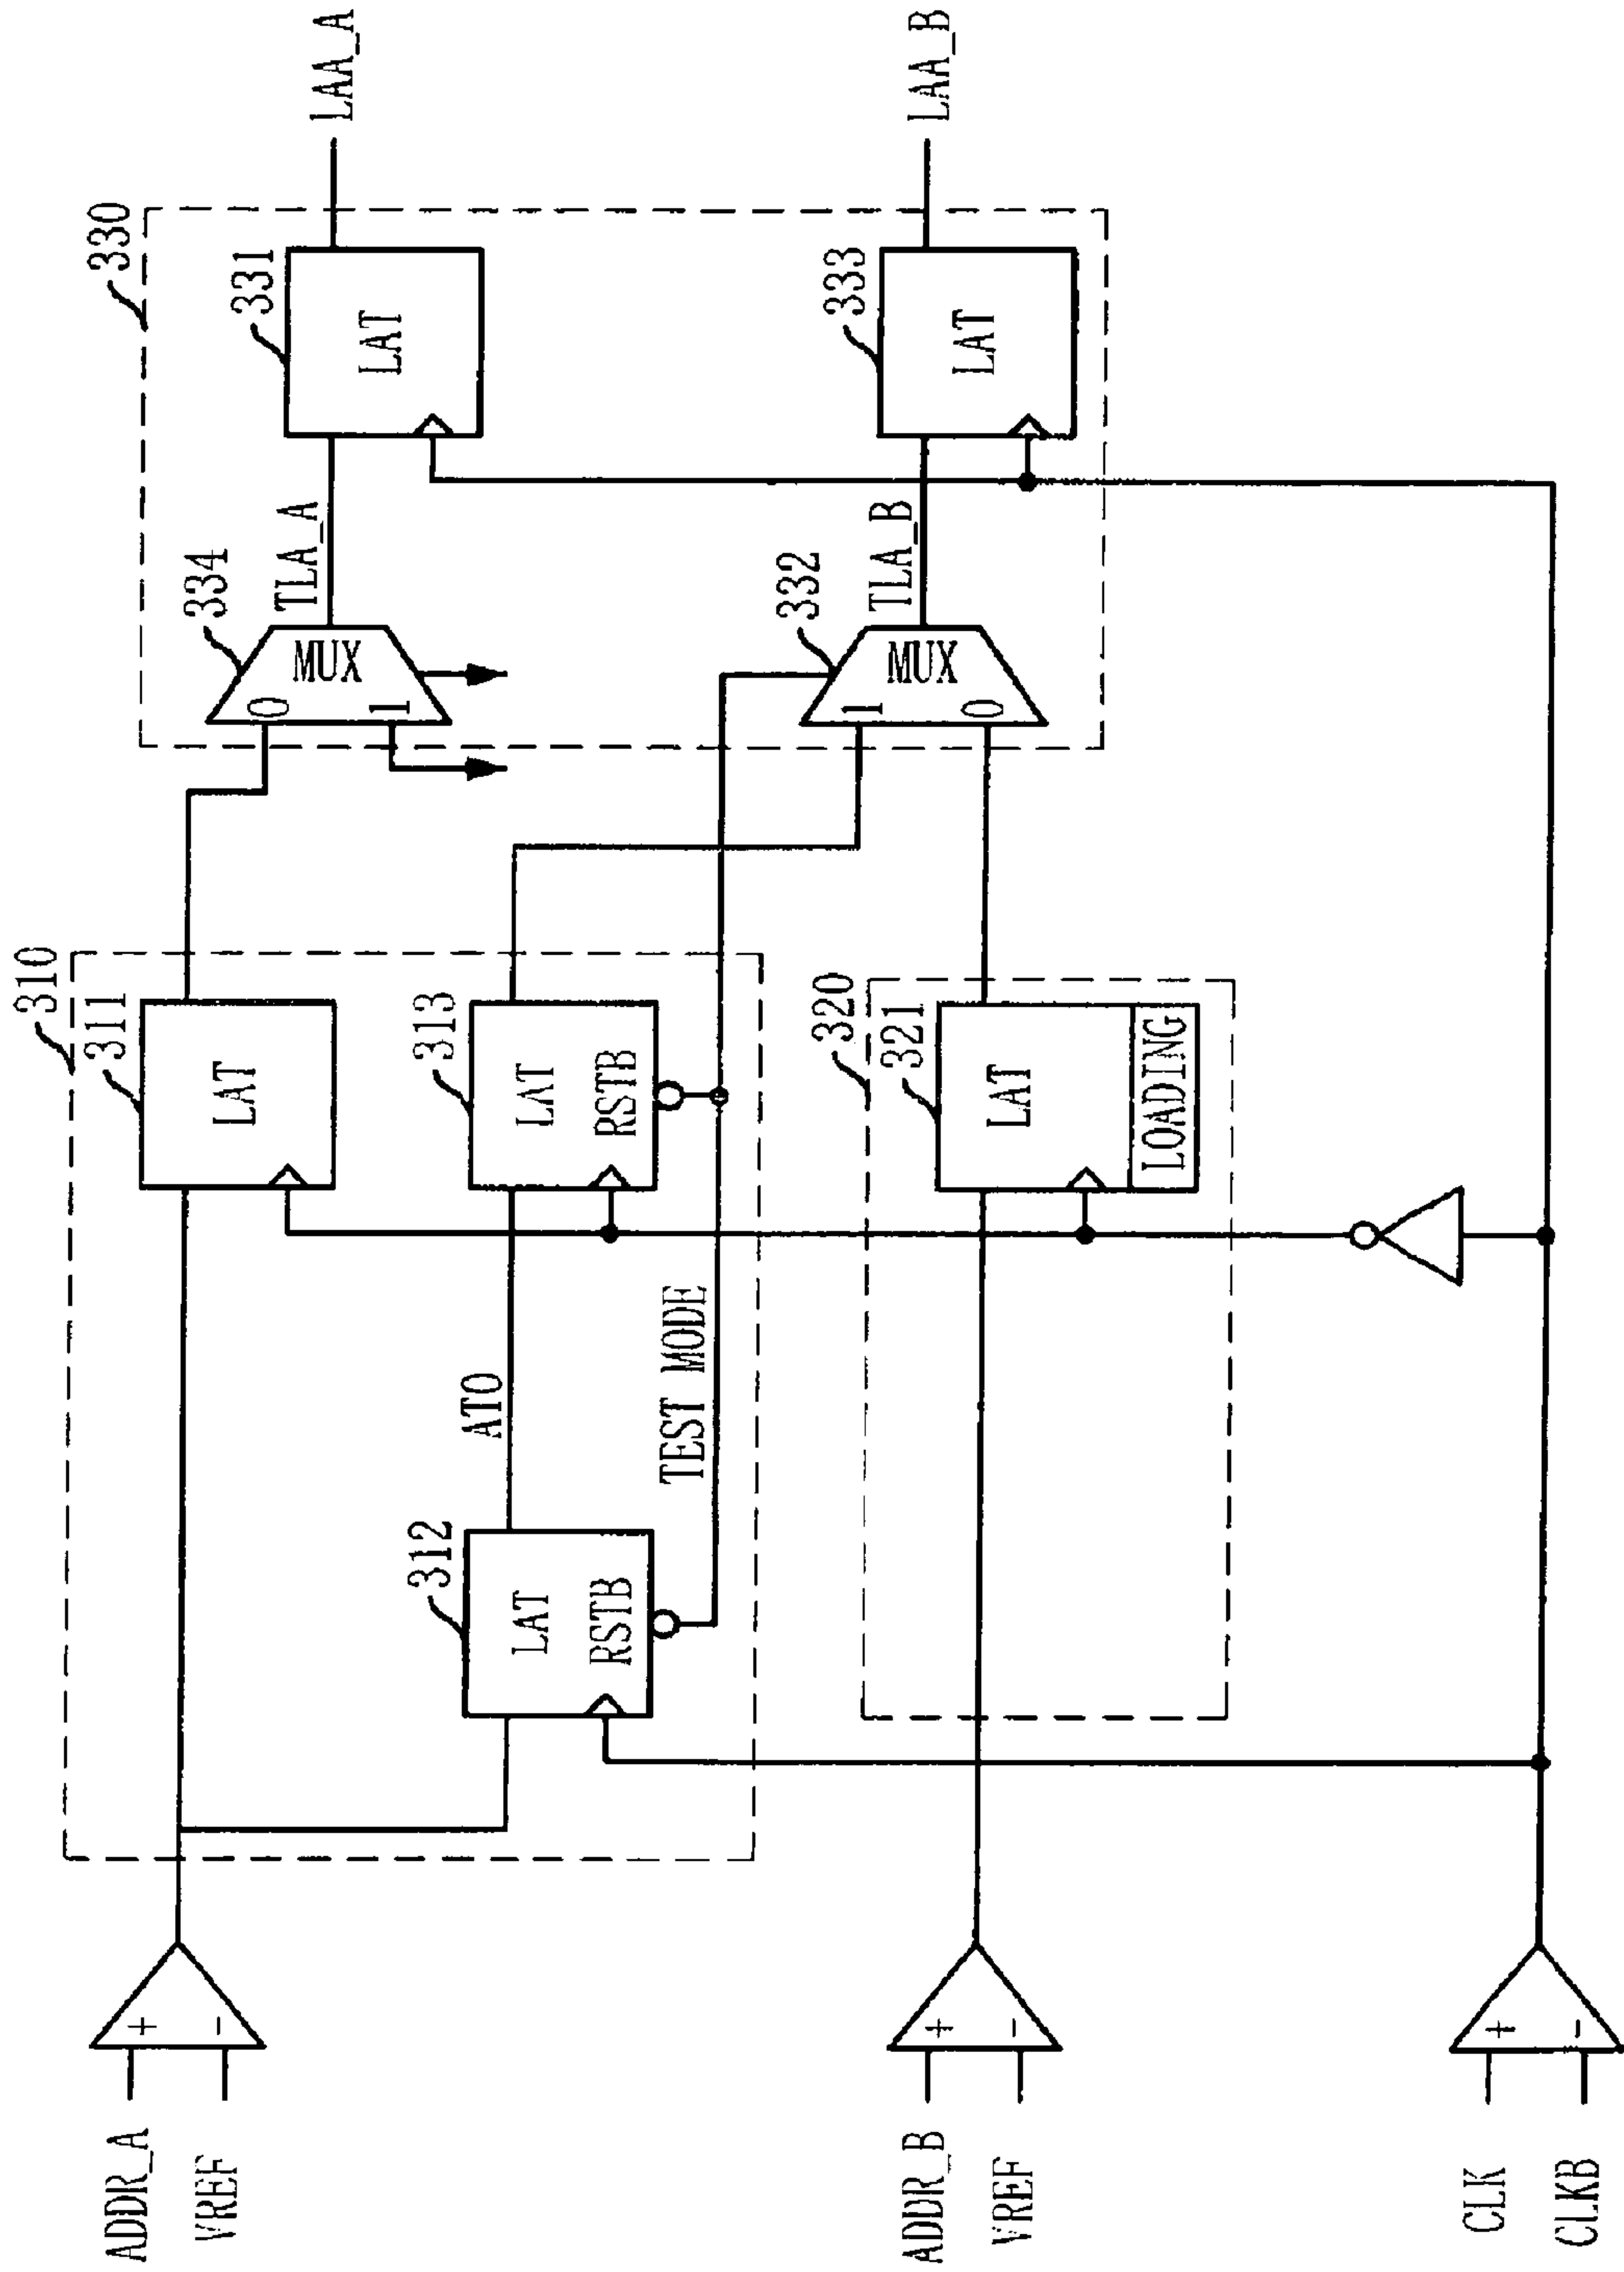 ADDR_A
VREF
ADDR_B
VREF
CLK
CLKB
+
-
+
-
+
-
310
311
LAT
312
LAT
RSTB
ATO
313
LAT
RSTB
TEST MODE
320
321
LAT
LOADING
330
334
MUX
0
1
TLA_A
331
LAT
LAA_A
332
MUX
1
0
TLA_B
333
LAT
LAA_B